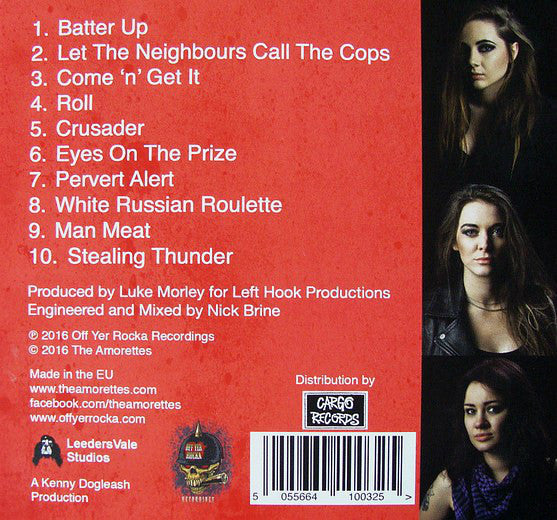 1. Batter Up
2. Let The Neighbours Call The Cops
3. Come ‘n’ Get It
4. Roll
5. Crusader
6. Eyes On The Prize
7. Pervert Alert
8. White Russian Roulette
9. Man Meat
10. Stealing Thunder
Produced by Luke Morley for Left Hook Productions
Engineered and Mixed by Nick Brine
℗ 2016 Off Yer Rocka Recordings
© 2016 The Amorettes
Made in the EU
www.theamorettes.com
facebook.com/theamorettes
www.offyerrocka.com
Distribution by
CARGO
RECORDS
LeedersVale
Studios
OFF YER
ROCKA
RECORDINGS
A Kenny Dogleash
Production
5 055664 100325 >